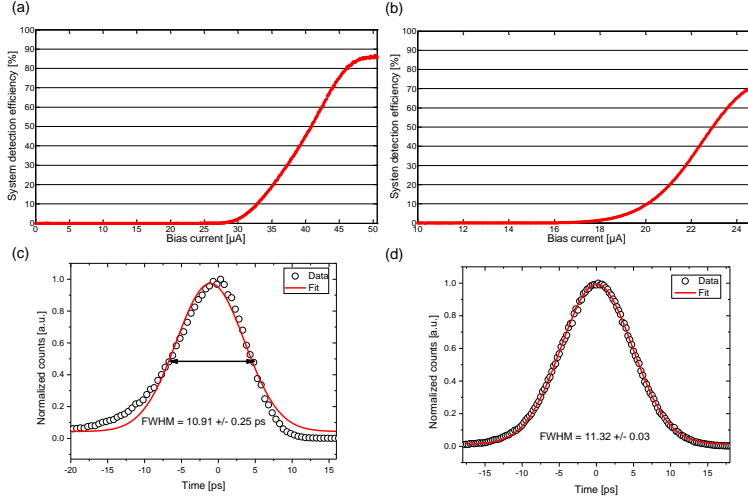 (a)
100
90
80
70
60
50
40
30
20
10
0
System detection efficiency [%]
0 5 10 15 20 25 30 35 40 45 50
Bias current [µA]
(b)
100
90
80
70
60
50
40
30
20
10
0
System detection efficiency [%]
10 12 14 16 18 20 22 24
Bias current [µA]
(c)
1.0
0.8
0.6
0.4
0.2
0.0
Normalized counts [a.u.]
Data
Fit
FWHM = 10.91 +/- 0.25 ps
-20 -15 -10 -5 0 5 10 15
Time [ps]
(d)
1.0
0.8
0.6
0.4
0.2
0.0
Normalized counts [a.u.]
Data
Fit
FWHM = 11.32 +/- 0.03
-15 -10 -5 0 5 10 15
Time [ps]